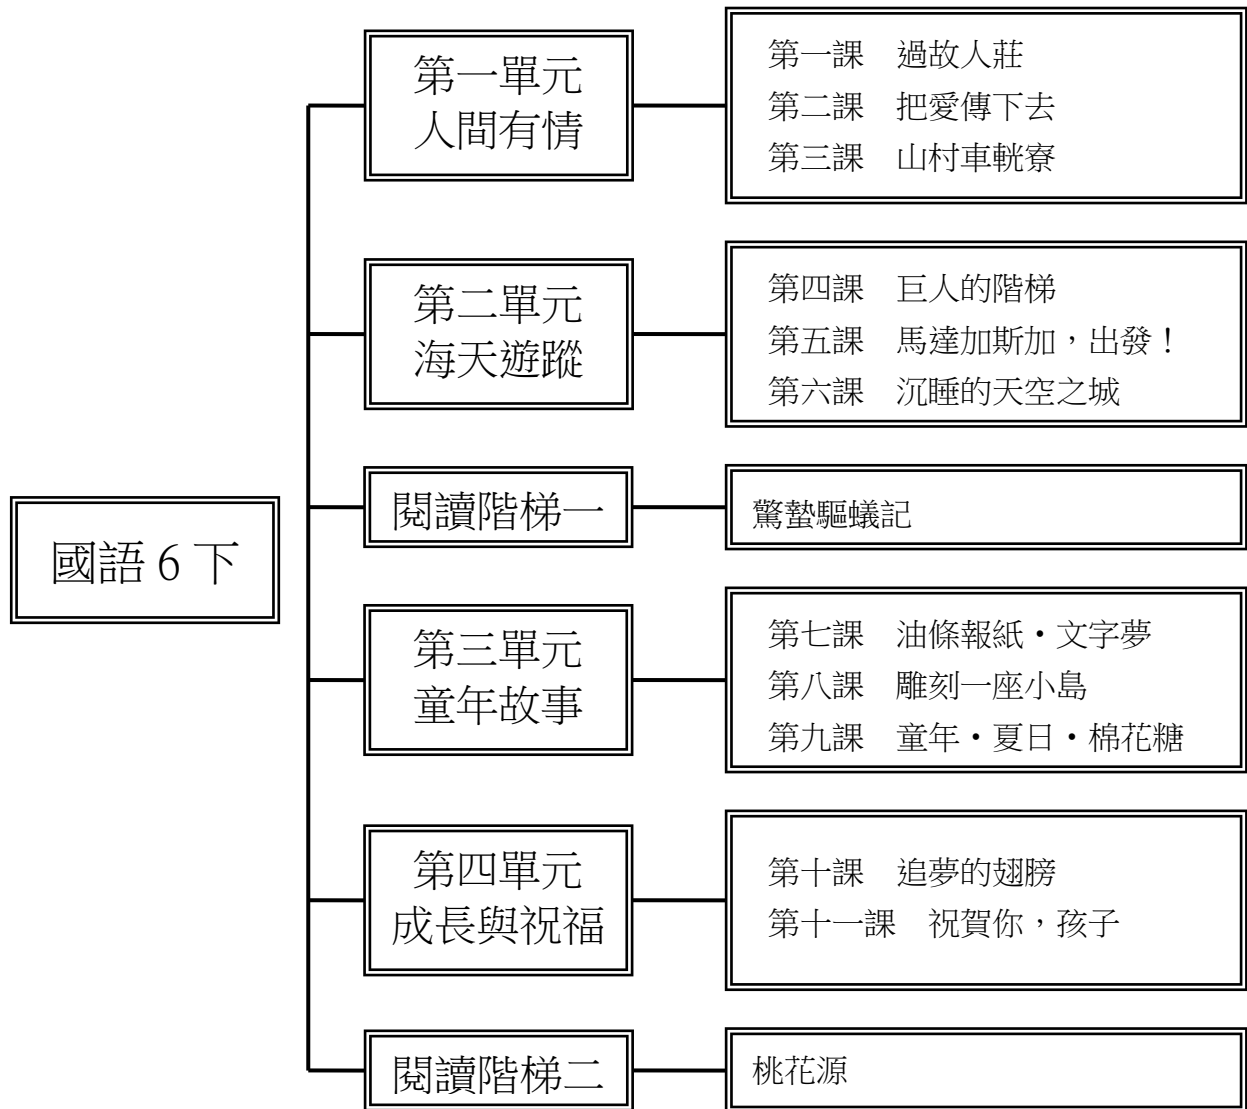 國語 6 下
第一單元
人間有情
第一課　過故人莊
第二課　把愛傳下去
第三課　山村車輄寮
第二單元
海天遊蹤
第四課　巨人的階梯
第五課　馬達加斯加，出發！
第六課　沉睡的天空之城
閱讀階梯一
驚蟄驅蟻記
第三單元
童年故事
第七課　油條報紙‧文字夢
第八課　雕刻一座小島
第九課　童年‧夏日‧棉花糖
第四單元
成長與祝福
第十課　追夢的翅膀
第十一課　祝賀你，孩子
閱讀階梯二
桃花源